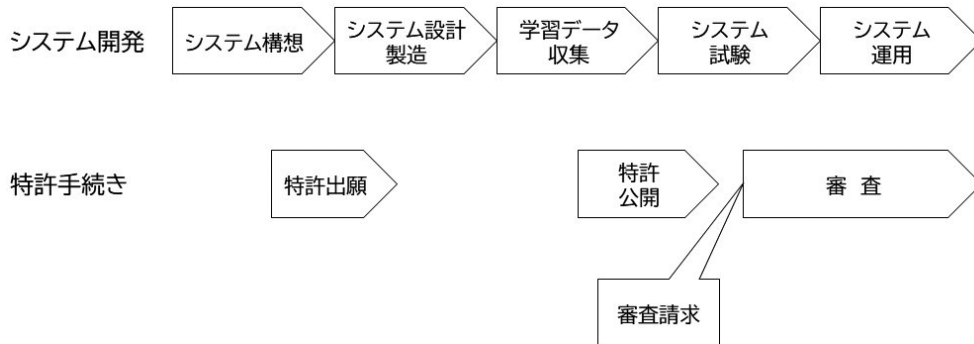 システム開発
システム構想
システム設計
製造
学習データ
収集
システム
試験
システム
運用
特許手続き
特許出願
特許
公開
審 査
審査請求